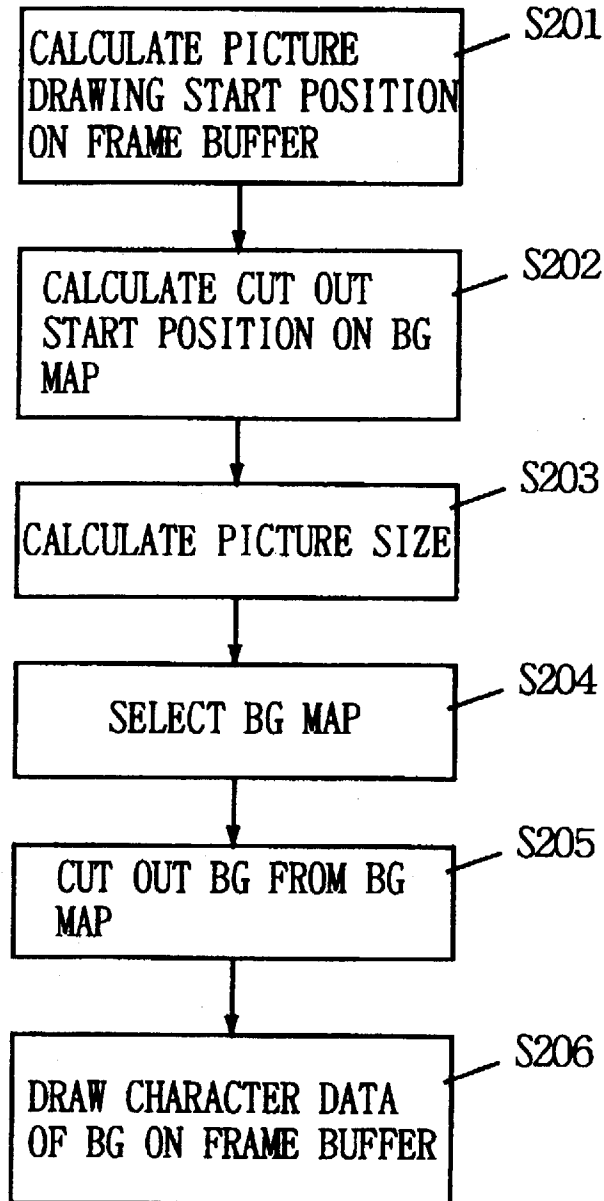 S201
CALCULATE PICTURE
DRAWING START POSITION
ON FRAME BUFFER
S202
CALCULATE CUT OUT
START POSITION ON BG
MAP
S203
CALCULATE PICTURE SIZE
S204
SELECT BG MAP
S205
CUT OUT BG FROM BG
MAP
S206
DRAW CHARACTER DATA
OF BG ON FRAME BUFFER